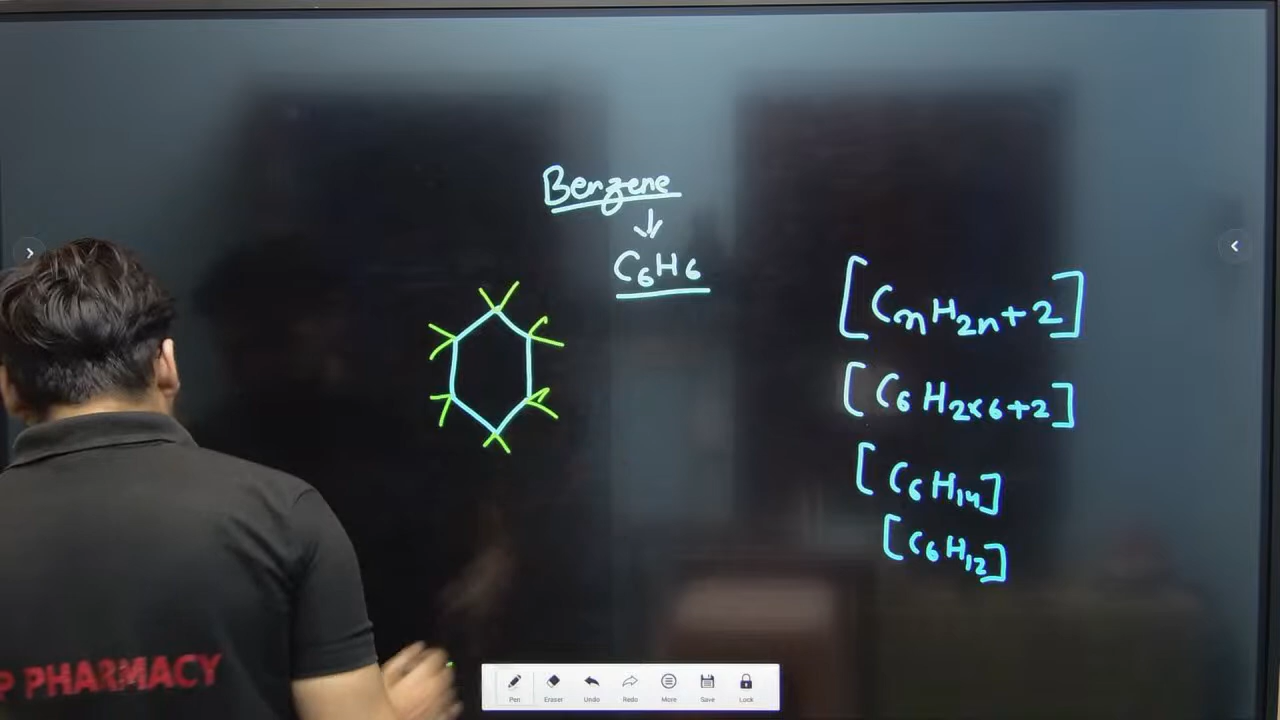 Benzene
↓
C6H6
[CnH2n+2]
[C6H2×6+2]
[C6H14]
[C6H12]
P PHARMACY
Pen Eraser Undo Redo More Save Lock